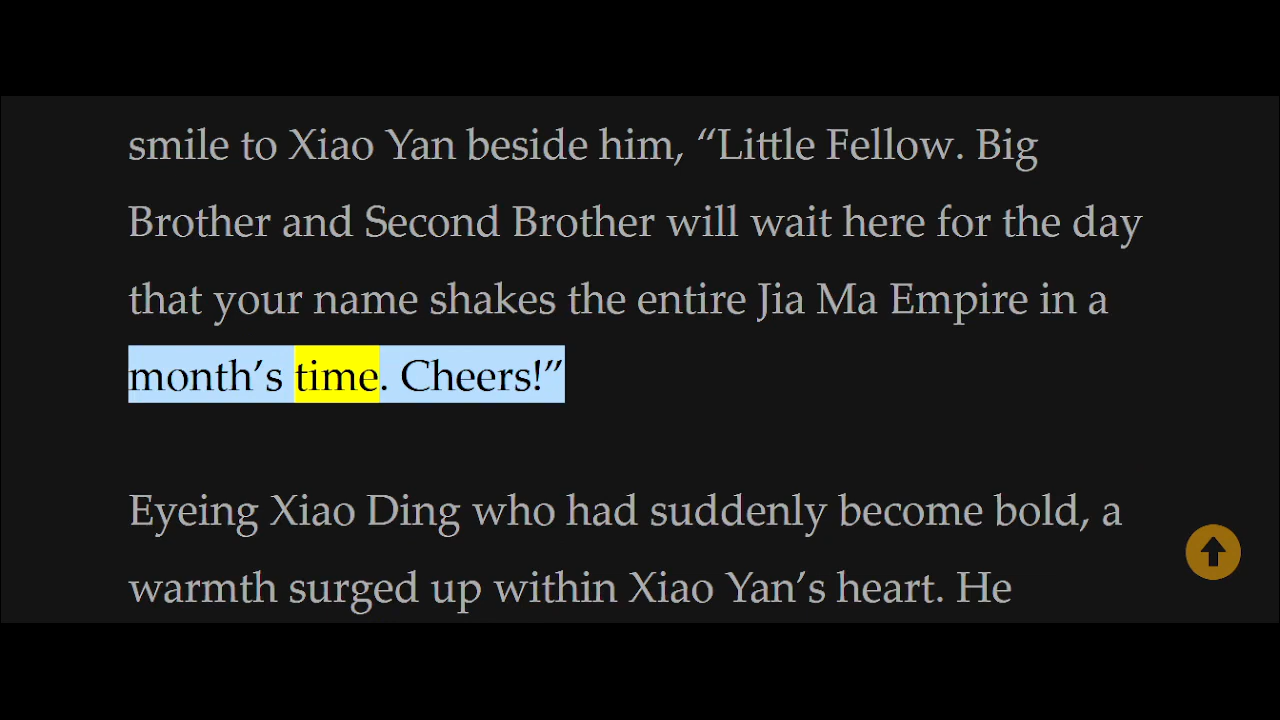 smile to Xiao Yan beside him, “Little Fellow. Big
Brother and Second Brother will wait here for the day
that your name shakes the entire Jia Ma Empire in a
month’s time. Cheers!”
Eyeing Xiao Ding who had suddenly become bold, a
warmth surged up within Xiao Yan’s heart. He